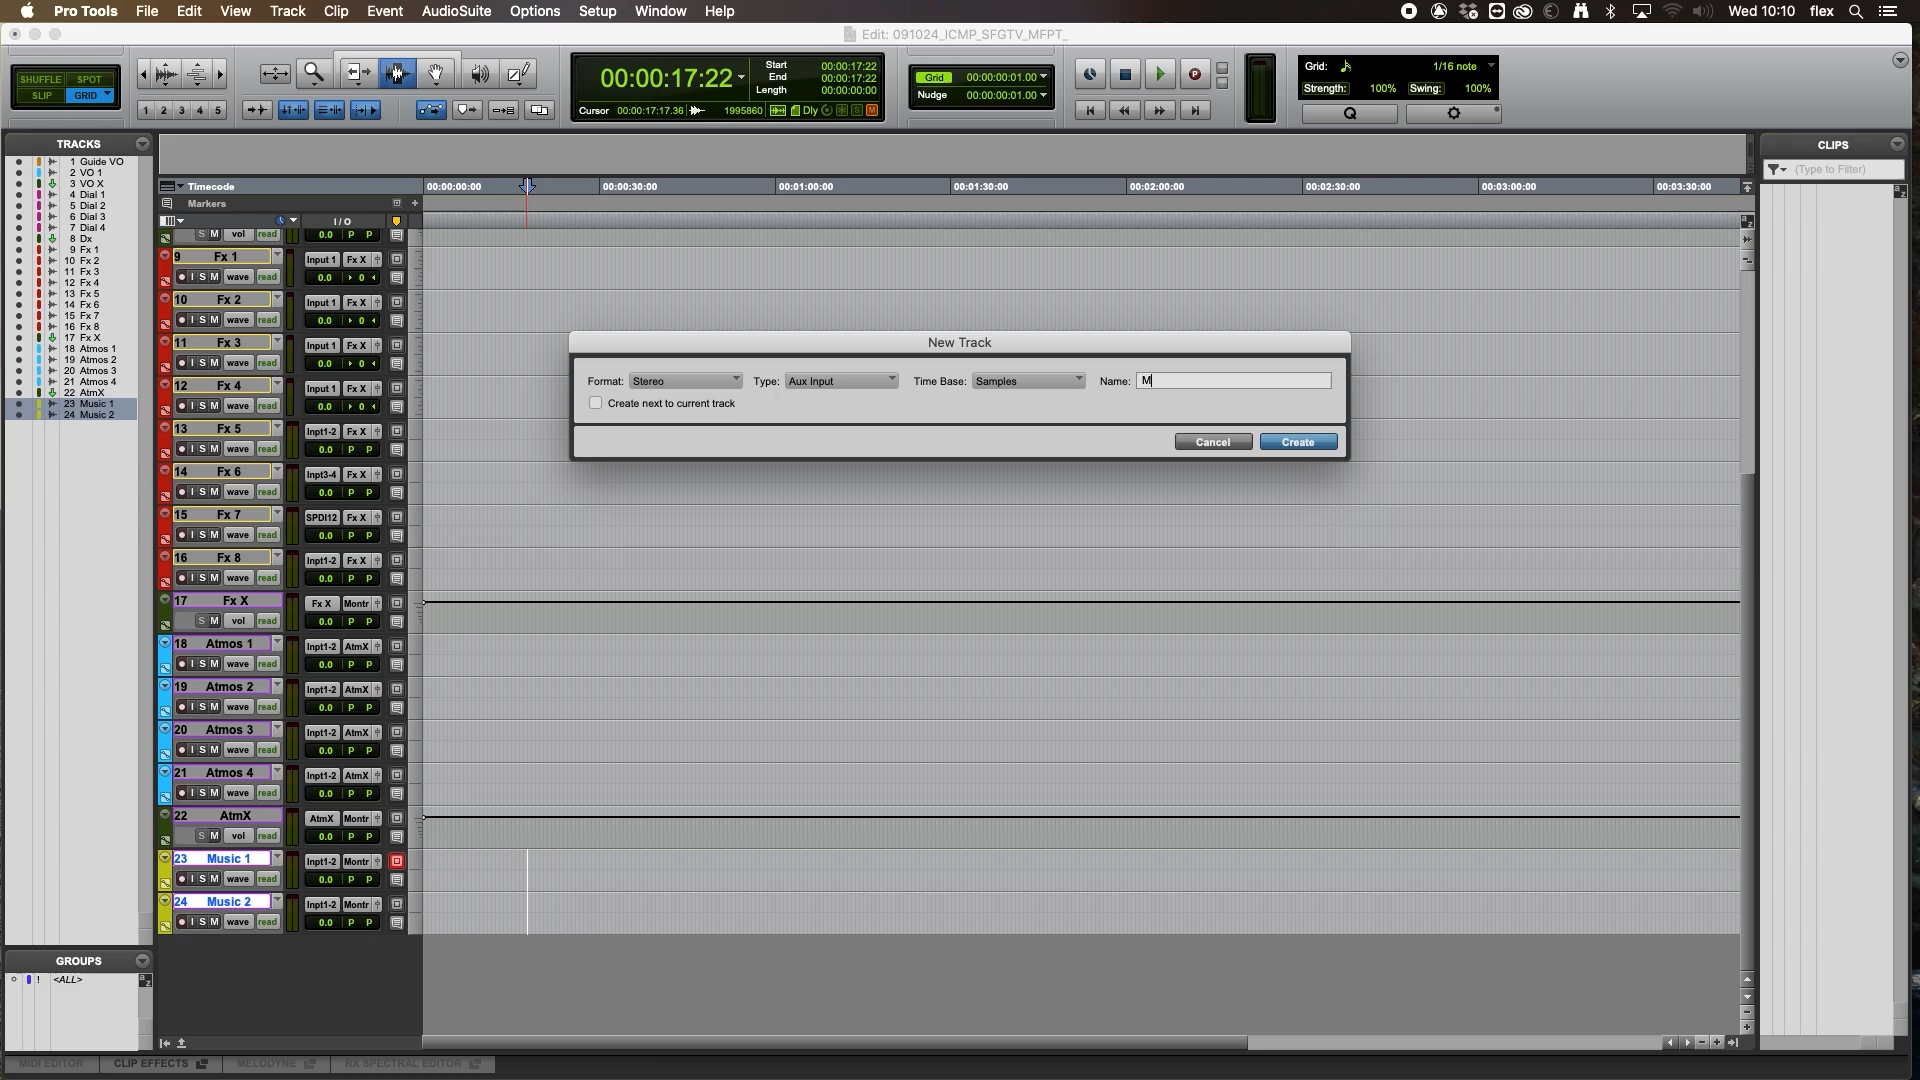 Pro Tools File Edit View Track Clip Event AudioSuite Options Setup Window Help Wed 10:10 flex
Edit: 091024_ICMP_SFGTV_MFPT_
SHUFFLE SPOT
SLIP GRID
1 2 3 4 5
00:00:17:22
Start 00:00:17:22
End 00:00:17:22
Length 00:00:00:00
Cursor 00:00:17:17.36 1995860 Dly
Grid 00:00:00:01.00
Nudge 00:00:00:01.00
Grid: 1/16 note
Strength: 100% Swing: 100%
Q
TRACKS
1 Guide VO
2 VO 1
3 VO X
4 Dial 1
5 Dial 2
6 Dial 3
7 Dial 4
8 Dx
9 Fx 1
10 Fx 2
11 Fx 3
12 Fx 4
13 Fx 5
14 Fx 6
15 Fx 7
16 Fx 8
17 Fx X
18 Atmos 1
19 Atmos 2
20 Atmos 3
21 Atmos 4
22 AtmX
23 Music 1
24 Music 2
GROUPS
! <ALL>
Timecode 00:00:00:00 00:00:30:00 00:01:00:00 00:01:30:00 00:02:00:00 00:02:30:00 00:03:00:00 00:03:30:00
Markers
I / O
S M vol read 0.0 P P
9 Fx 1 Input 1 Fx X
I S M wave read 0.0 0
10 Fx 2 Input 1 Fx X
I S M wave read 0.0 0
11 Fx 3 Input 1 Fx X
I S M wave read 0.0 0
12 Fx 4 Input 1 Fx X
I S M wave read 0.0 0
13 Fx 5 Inpt1-2 Fx X
I S M wave read 0.0 P P
14 Fx 6 Inpt3-4 Fx X
I S M wave read 0.0 P P
15 Fx 7 SPDI12 Fx X
I S M wave read 0.0 P P
16 Fx 8 Inpt1-2 Fx X
I S M wave read 0.0 P P
17 Fx X Fx X Montr
S M vol read 0.0 P P
18 Atmos 1 Inpt1-2 AtmX
I S M wave read 0.0 P P
19 Atmos 2 Inpt1-2 AtmX
I S M wave read 0.0 P P
20 Atmos 3 Inpt1-2 AtmX
I S M wave read 0.0 P P
21 Atmos 4 Inpt1-2 AtmX
I S M wave read 0.0 P P
22 AtmX AtmX Montr
S M vol read 0.0 P P
23 Music 1 Inpt1-2 Montr
I S M wave read 0.0 P P
24 Music 2 Inpt1-2 Montr
I S M wave read 0.0 P P
New Track
Format: Stereo Type: Aux Input Time Base: Samples Name: M
Create next to current track
Cancel Create
CLIPS
(Type to Filter)
MIDI EDITOR CLIP EFFECTS MELODYNE RX SPECTRAL EDITOR